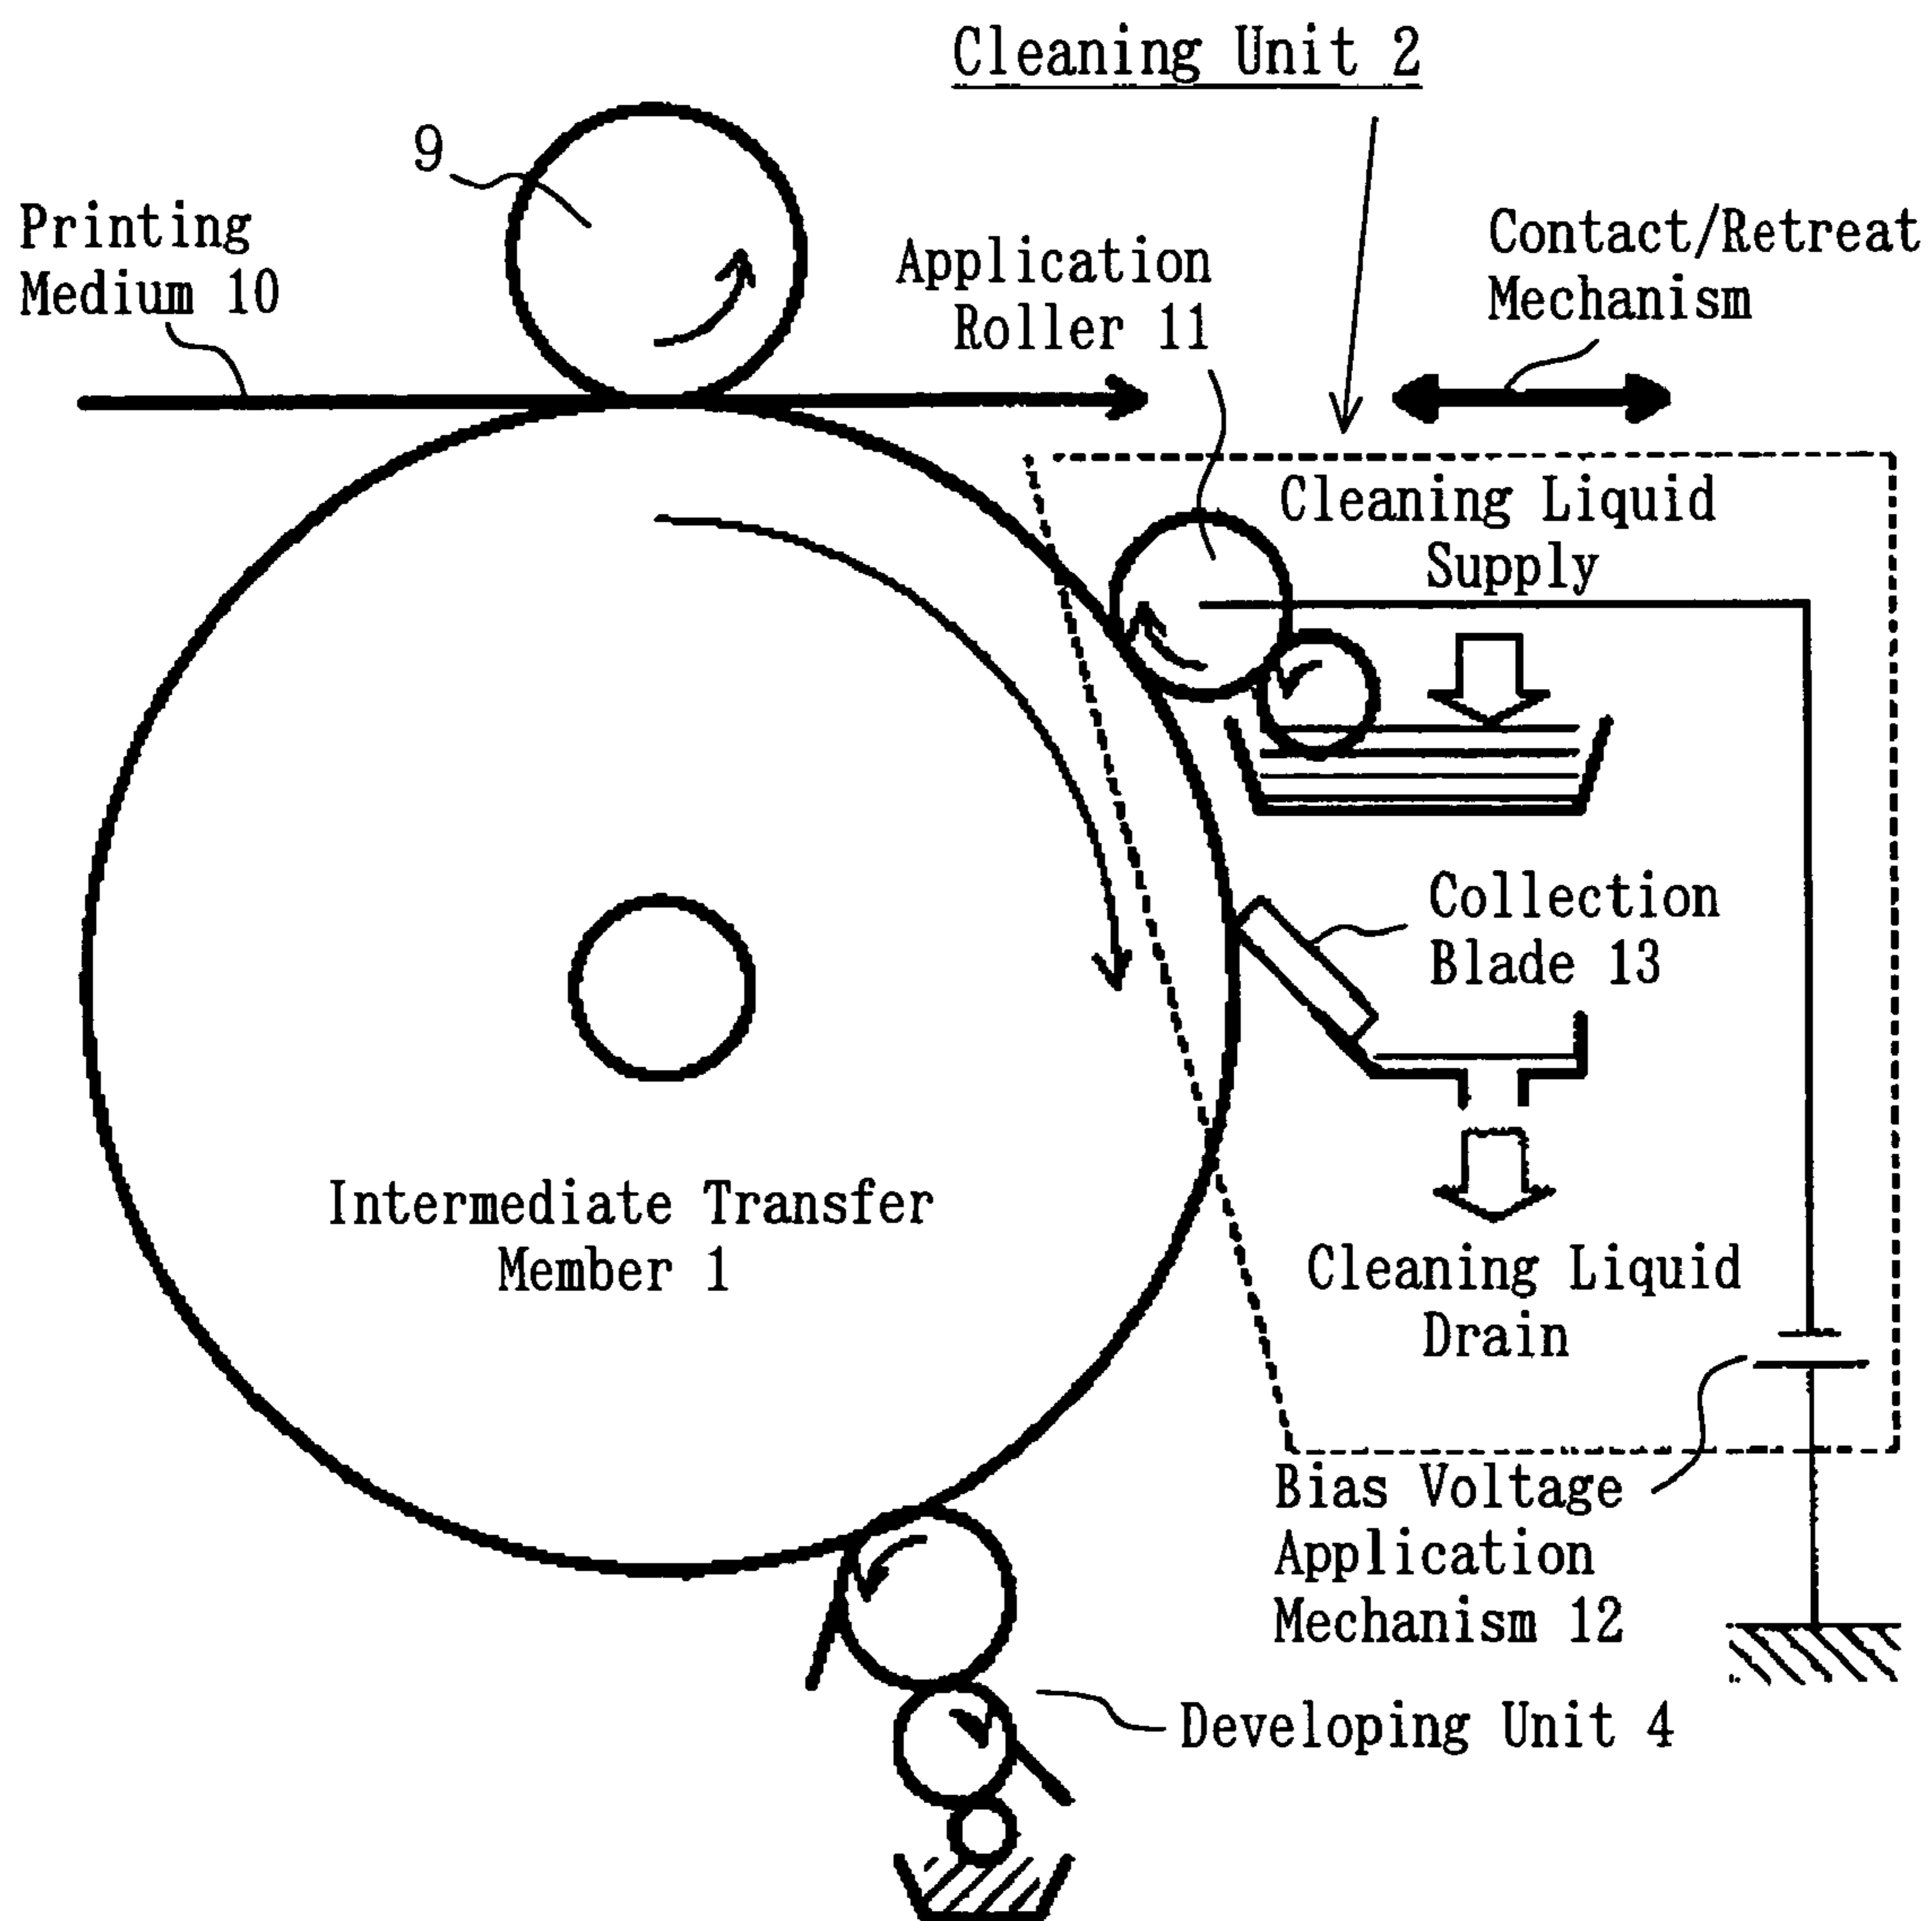 Cleaning Unit 2
9
Printing
Medium 10
Application
Roller 11
Contact/Retreat
Mechanism
Cleaning Liquid
Supply
Collection
Blade 13
Intermediate Transfer
Member 1
Cleaning Liquid
Drain
Bias Voltage
Application
Mechanism 12
Developing Unit 4